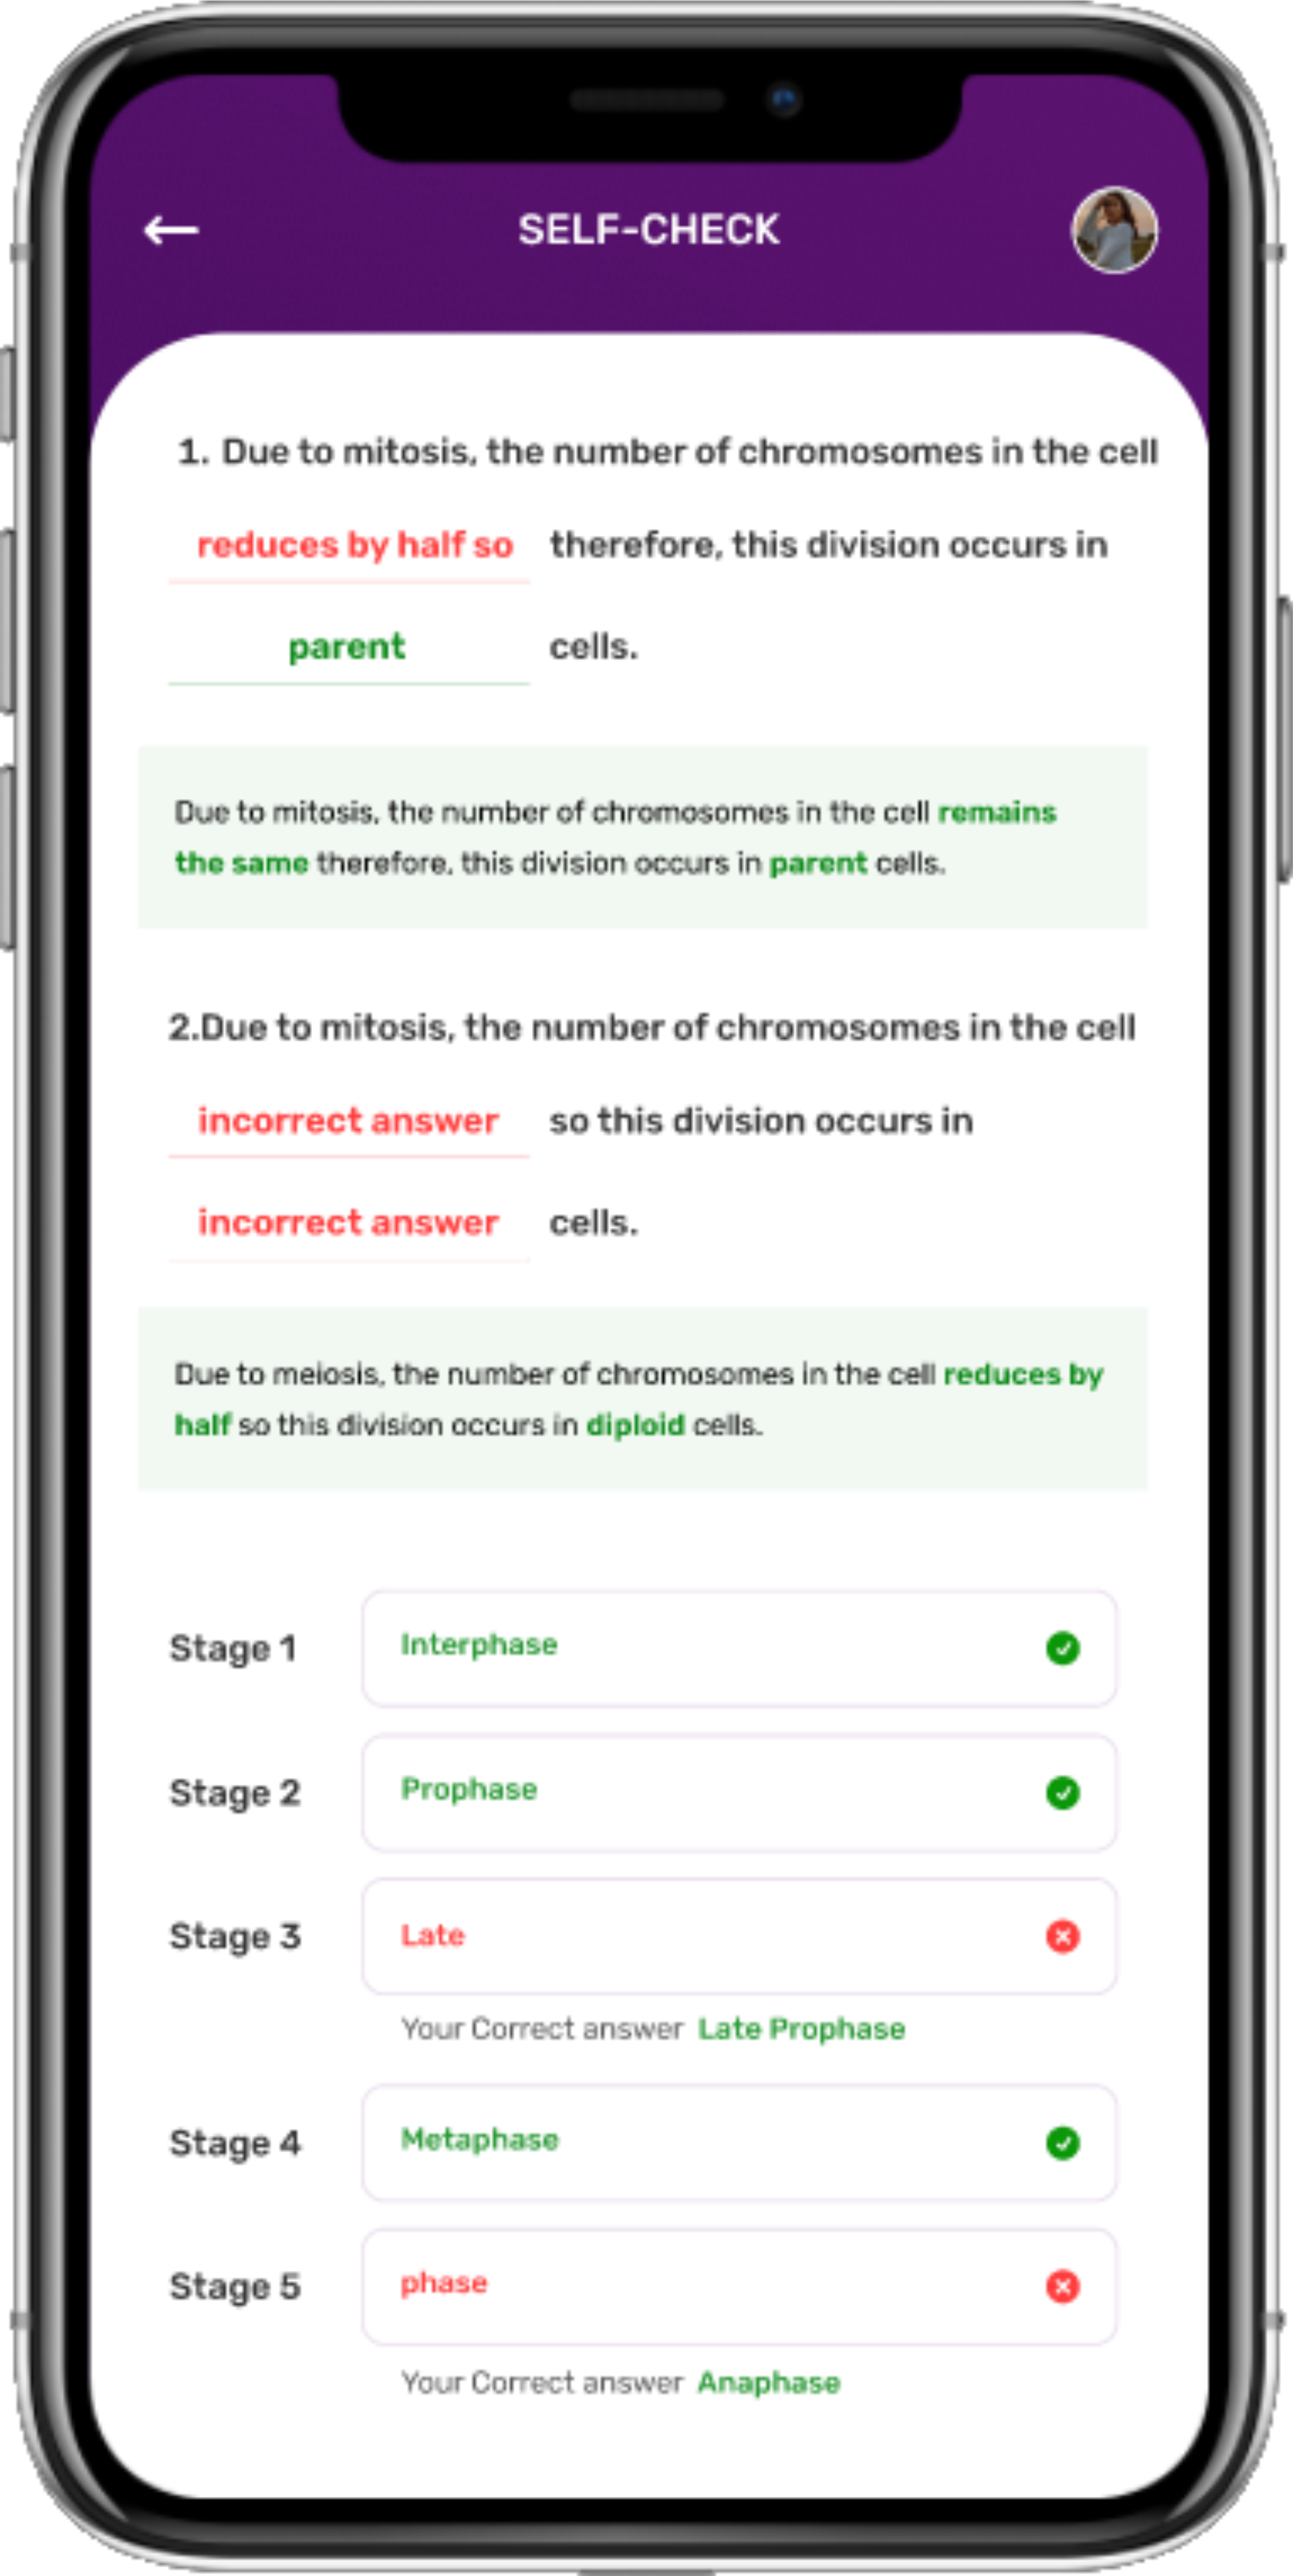 SELF-CHECK
1. Due to mitosis, the number of chromosomes in the cell
reduces by half so therefore, this division occurs in
parent cells.
Due to mitosis, the number of chromosomes in the cell remains
the same therefore, this division occurs in parent cells.
2.Due to mitosis, the number of chromosomes in the cell
incorrect answer so this division occurs in
incorrect answer cells.
Due to meiosis, the number of chromosomes in the cell reduces by
half so this division occurs in diploid cells.
Stage 1 Interphase
Stage 2 Prophase
Stage 3 Late
Your Correct answer Late Prophase
Stage 4 Metaphase
Stage 5 phase
Your Correct answer Anaphase